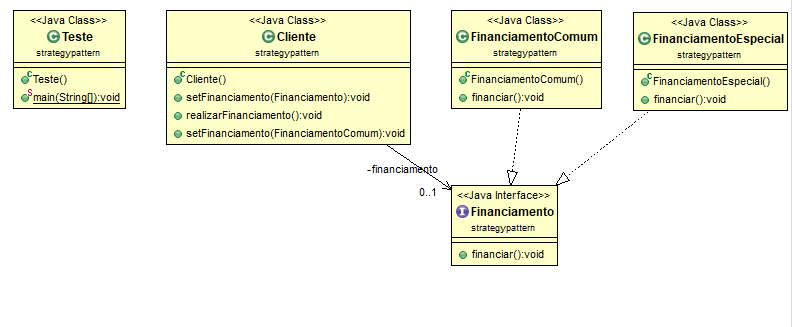 <<Java Class>>
Teste
strategypattern
Teste()
main(String[]):void
<<Java Class>>
Cliente
strategypattern
Cliente()
setFinanciamento(Financiamento):void
realizarFinanciamento():void
setFinanciamento(FinanciamentoComum):void
<<Java Class>>
FinanciamentoComum
strategypattern
FinanciamentoComum()
financiar():void
<<Java Class>>
FinanciamentoEspecial
strategypattern
FinanciamentoEspecial()
financiar():void
-financiamento
0..1
<<Java Interface>>
Financiamento
strategypattern
financiar():void